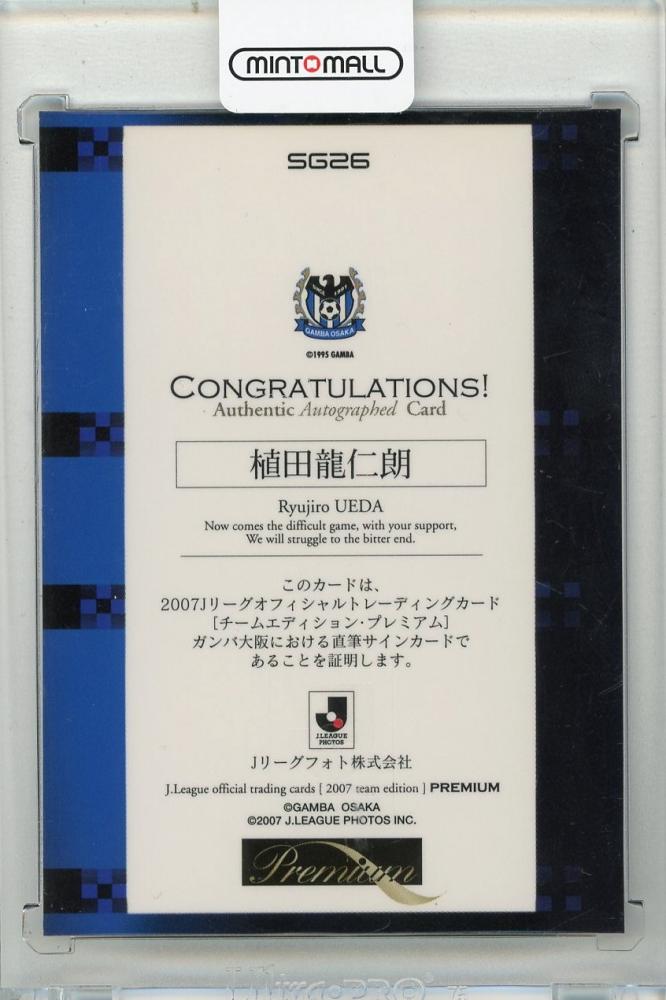 MINTMALL
SG26
SINCE 1991
GAMBA OSAKA
©1995 GAMBA
CONGRATULATIONS!
Authentic Autographed Card
植田龍仁朗
Ryujiro UEDA
Now comes the difficult game, with your support,
We will struggle to the bitter end.
このカードは、
2007Jリーグオフィシャルトレーディングカード
[チームエディション・プレミアム]
ガンバ大阪における直筆サインカードで
あることを証明します。
J.LEAGUE
PHOTOS
Jリーグフォト株式会社
J.League official trading cards [ 2007 team edition ] PREMIUM
©GAMBA OSAKA
©2007 J.LEAGUE PHOTOS INC.
Premium